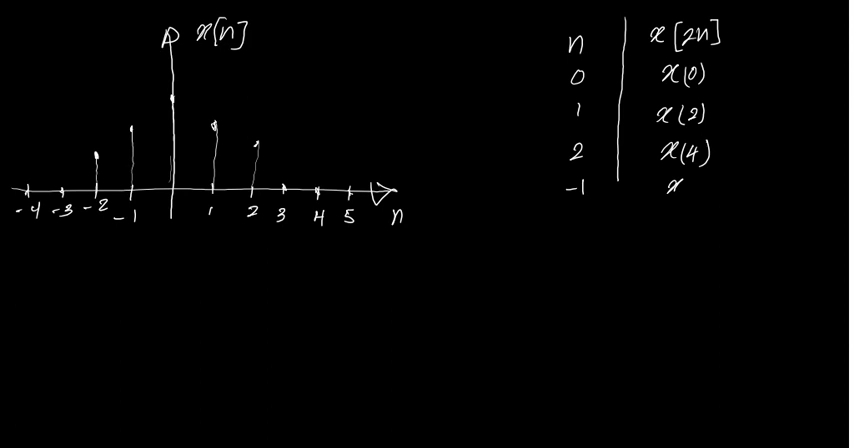 x[n]
-4 -3 -2 -1 1 2 3 4 5 n
n x[2n]
0 x(0)
1 x(2)
2 x(4)
-1 x